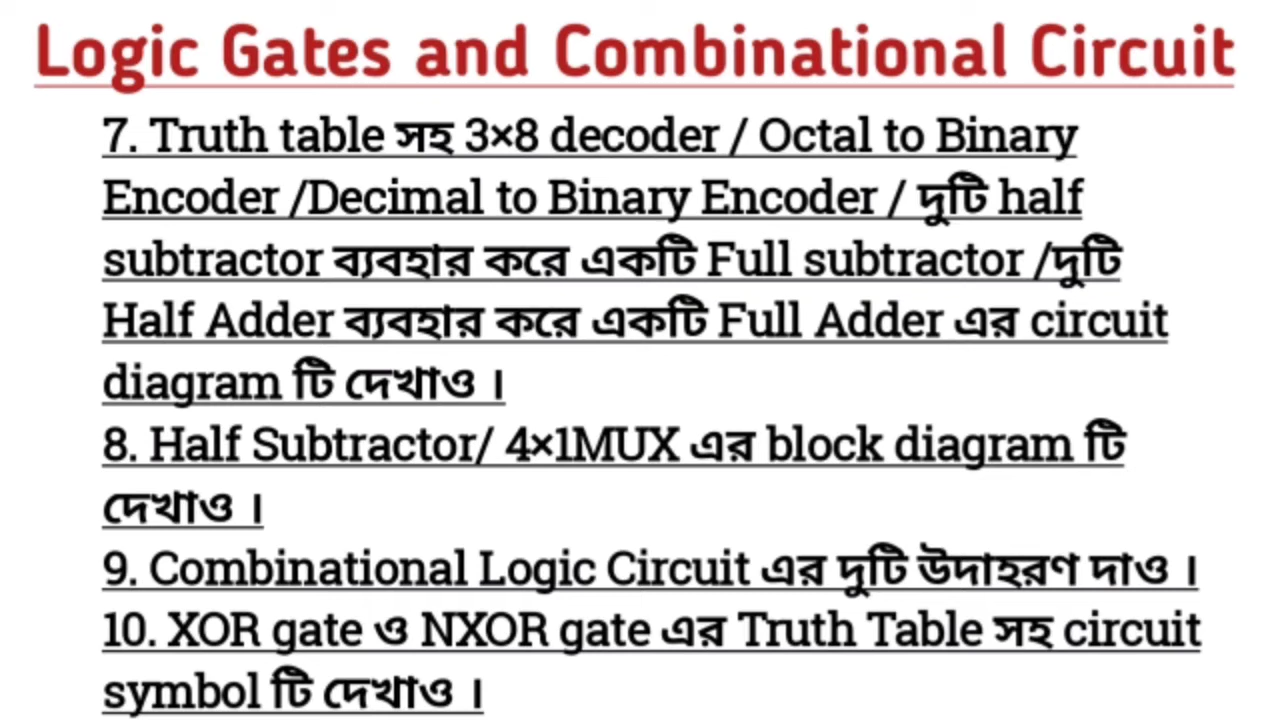 Logic Gates and Combinational Circuit
7. Truth table সহ 3×8 decoder / Octal to Binary
Encoder /Decimal to Binary Encoder / দুটি half
subtractor ব্যবহার করে একটি Full subtractor /দুটি
Half Adder ব্যবহার করে একটি Full Adder এর circuit
diagram টি দেখাও ।
8. Half Subtractor/ 4×1MUX এর block diagram টি
দেখাও ।
9. Combinational Logic Circuit এর দুটি উদাহরণ দাও ।
10. XOR gate ও NXOR gate এর Truth Table সহ circuit
symbol টি দেখাও ।